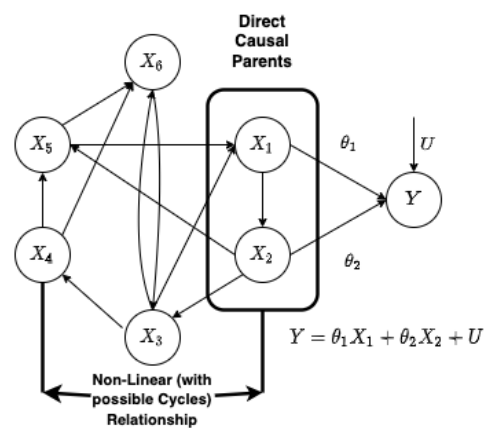 Direct
Causal
Parents
X₆
X₅
X₁
θ₁
U
Y
X₄
X₂
θ₂
X₃
Y = θ₁X₁ + θ₂X₂ + U
Non-Linear (with
possible Cycles)
Relationship